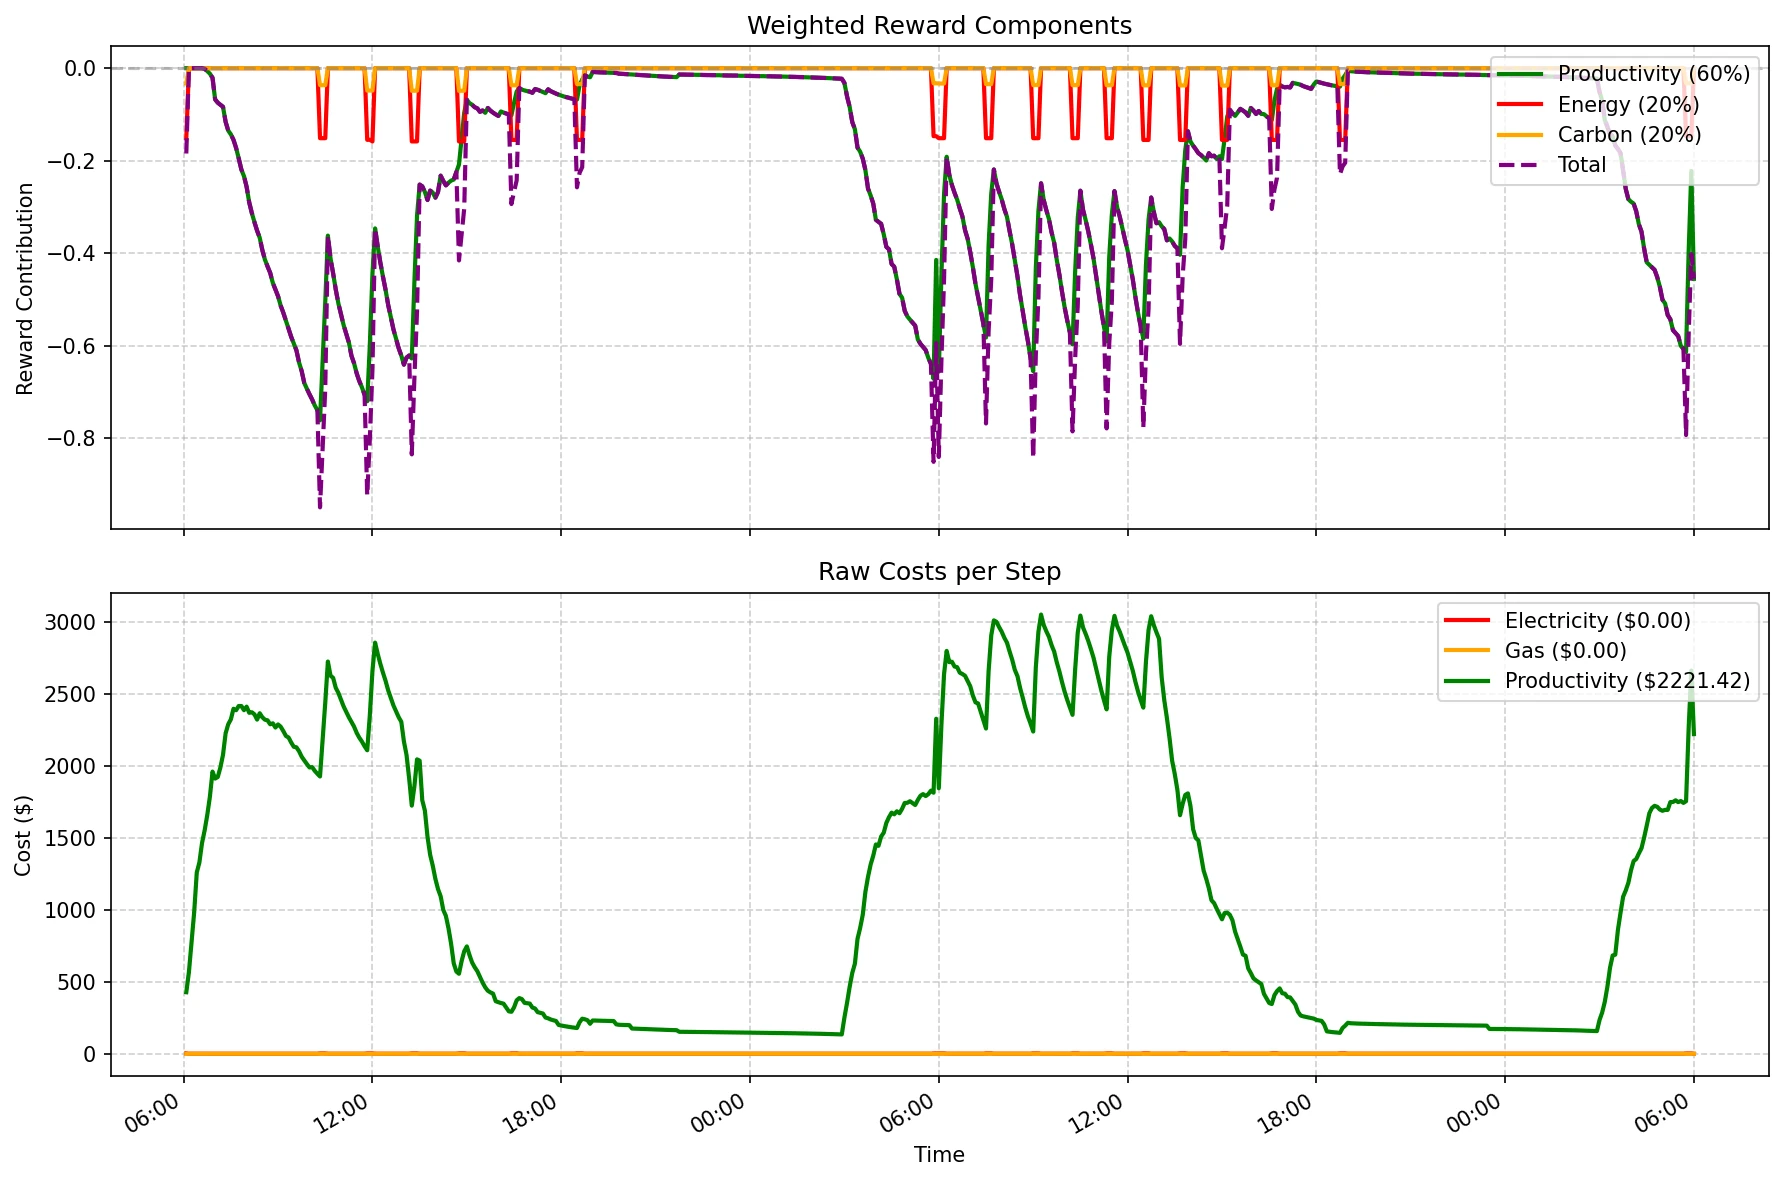 Weighted Reward Components
0.0
−0.2
−0.4
−0.6
−0.8
Reward Contribution
Productivity (60%)
Energy (20%)
Carbon (20%)
Total
Raw Costs per Step
3000
2500
2000
1500
1000
500
0
Cost ($)
Electricity ($0.00)
Gas ($0.00)
Productivity ($2221.42)
06:00
12:00
18:00
00:00
06:00
12:00
18:00
00:00
06:00
Time